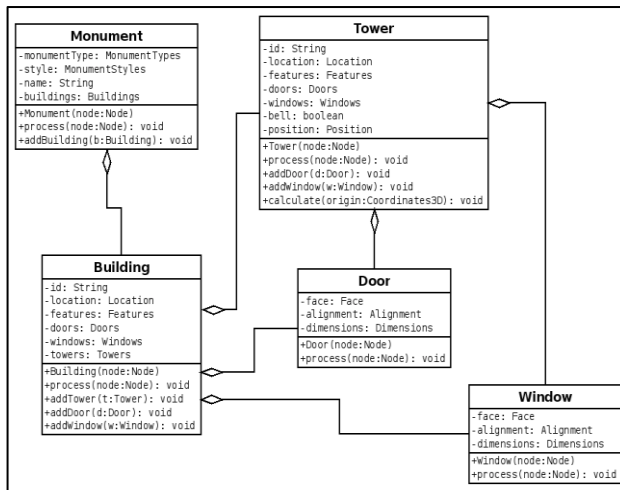 Monument
-monumentType: MonumentTypes
-style: MonumentStyles
-name: String
-buildings: Buildings
+Monument(node:Node)
+process(node:Node): void
+addBuilding(b:Building): void
Tower
-id: String
-location: Location
-features: Features
-doors: Doors
-windows: Windows
-bell: boolean
-position: Position
+Tower(node:Node)
+process(node:Node): void
+addDoor(d:Door): void
+addWindow(w:Window): void
+calculate(origin:Coordinates3D): void
Building
-id: String
-location: Location
-features: Features
-doors: Doors
-windows: Windows
-towers: Towers
+Building(node:Node)
+process(node:Node): void
+addTower(t:Tower): void
+addDoor(d:Door): void
+addWindow(w:Window): void
Door
-face: Face
-alignment: Alignment
-dimensions: Dimensions
+Door(node:Node)
+process(node:Node): void
Window
-face: Face
-alignment: Alignment
-dimensions: Dimensions
+Window(node:Node)
+process(node:Node): void